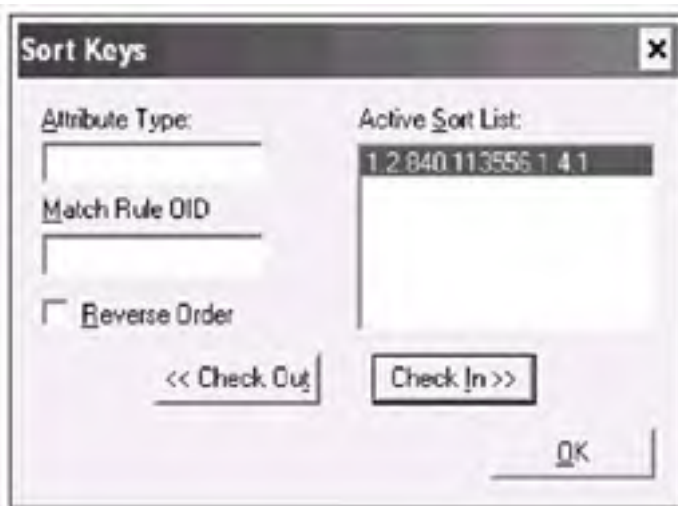 Sort Keys
Attribute Type:
Active Sort List:
1.2.840.113556.1.4.1
Match Rule OID
Reverse Order
<< Check Out
Check In >>
OK